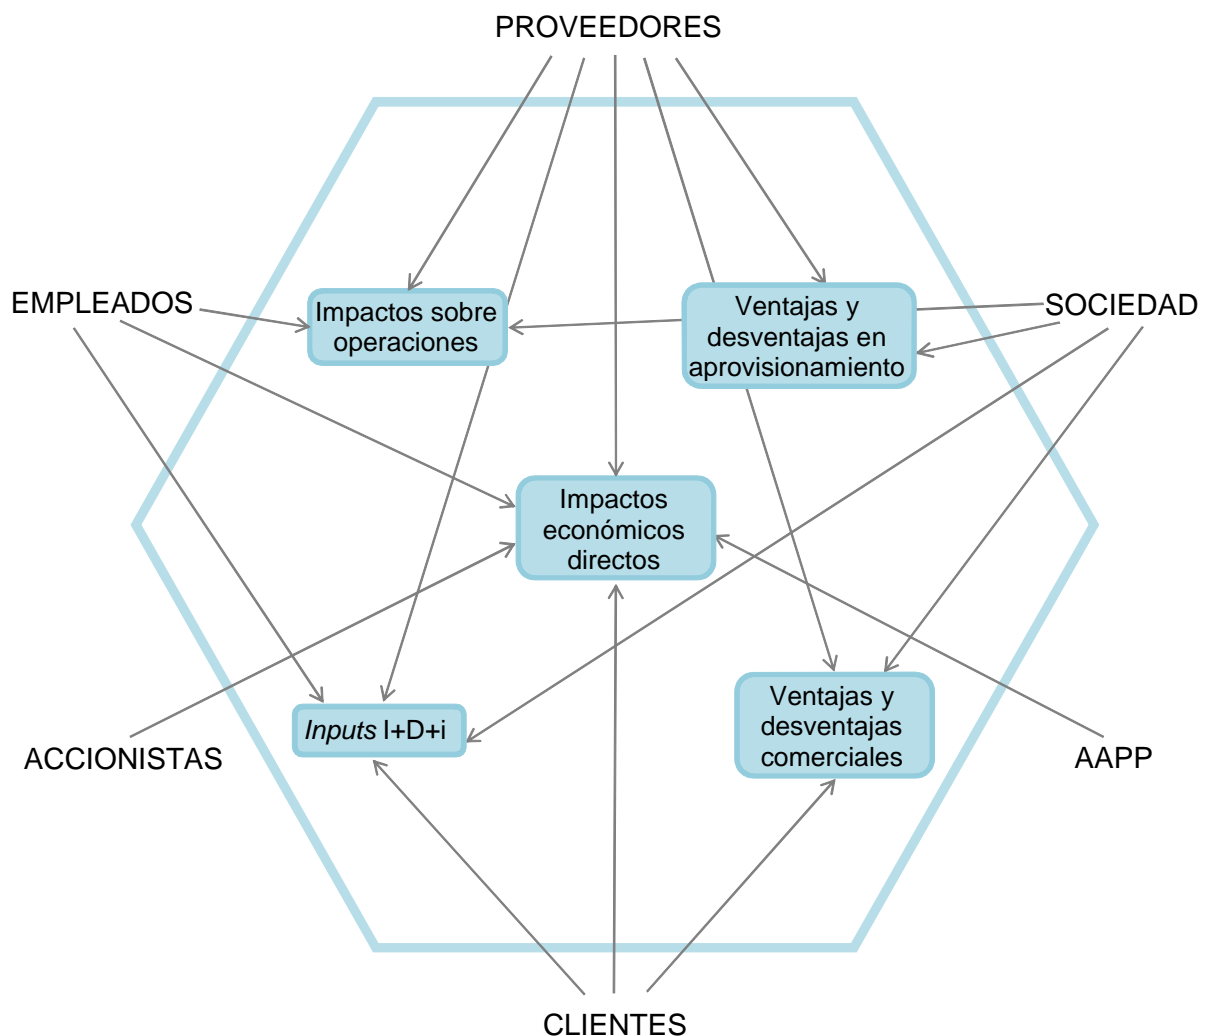 PROVEEDORES
EMPLEADOS
Impactos sobre
operaciones
Ventajas y
desventajas en
aprovisionamiento
SOCIEDAD
Impactos
económicos
directos
ACCIONISTAS
Inputs I+D+i
Ventajas y
desventajas
comerciales
AAPP
CLIENTES